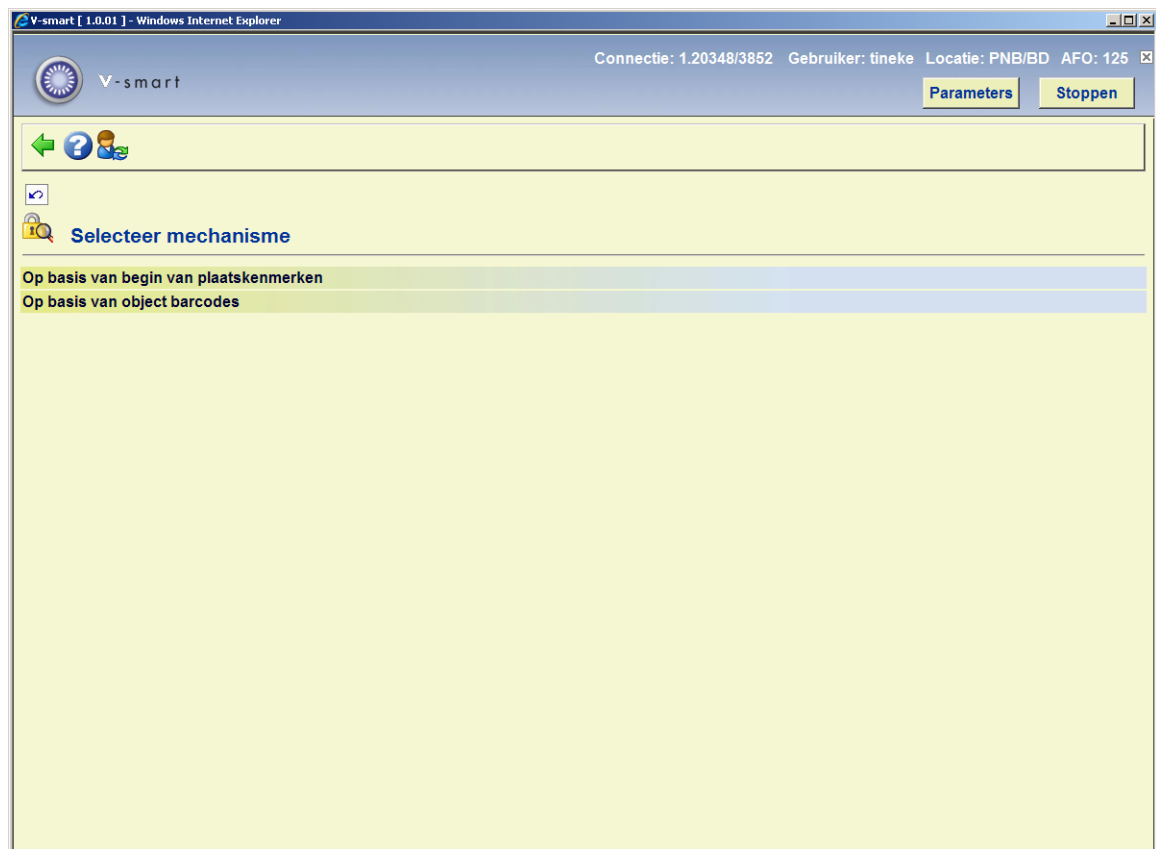 V-smart [ 1.0.01 ] - Windows Internet Explorer
Connectie: 1.20348/3852 Gebruiker: tineke Locatie: PNB/BD AFO: 125
V-smart
Parameters Stoppen
Selecteer mechanisme
Op basis van begin van plaatskenmerken
Op basis van object barcodes